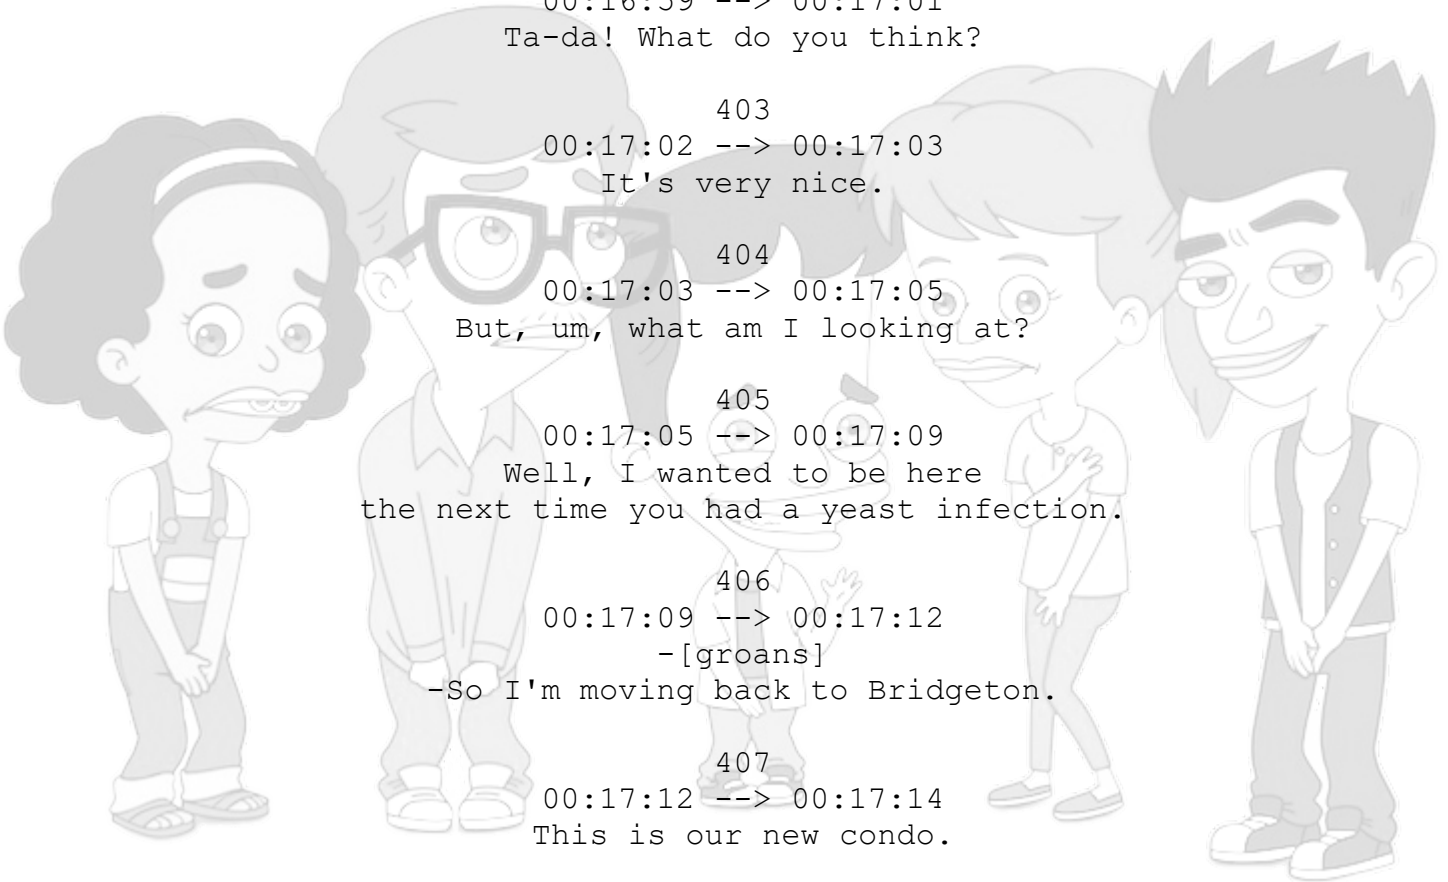 00:16:59 --> 00:17:01
Ta-da! What do you think?
403
00:17:02 --> 00:17:03
It's very nice.
404
00:17:03 --> 00:17:05
But, um, what am I looking at?
405
00:17:05 --> 00:17:09
Well, I wanted to be here
the next time you had a yeast infection.
406
00:17:09 --> 00:17:12
-[groans]
-So I'm moving back to Bridgeton.
407
00:17:12 --> 00:17:14
This is our new condo.